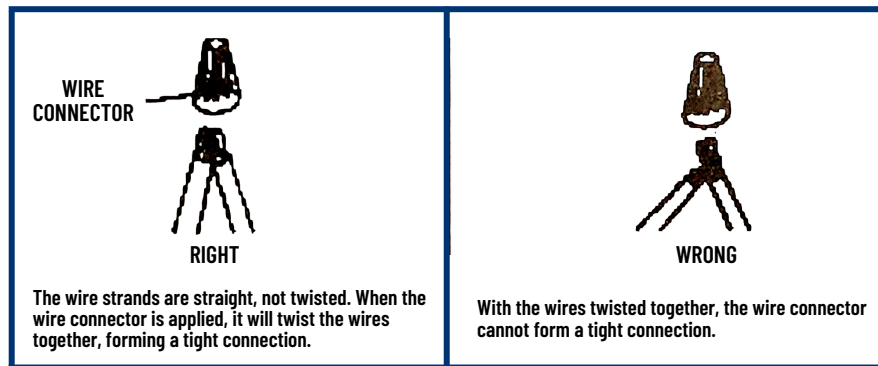 WIRE
CONNECTOR
RIGHT
The wire strands are straight, not twisted. When the
wire connector is applied, it will twist the wires
together, forming a tight connection.
WRONG
With the wires twisted together, the wire connector
cannot form a tight connection.